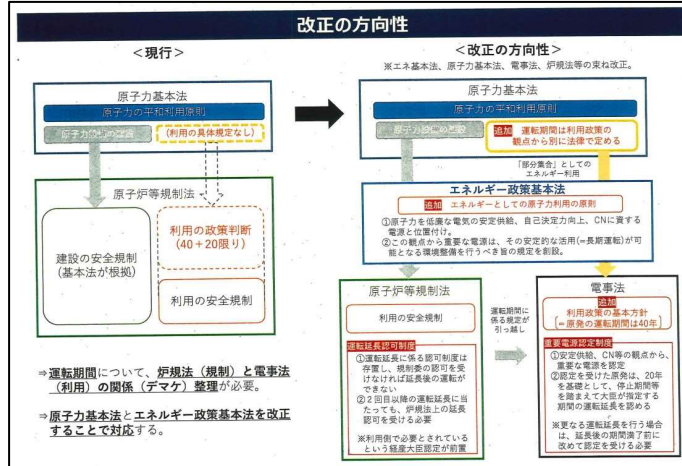 改正の方向性
＜現行＞
原子力基本法
原子力の平和利用原則
(利用の具体規定なし)
原子炉等規制法
建設の安全規制
(基本法が根拠)
利用の政策判断
(40＋20限り)
利用の安全規制
⇒運転期間について、炉規法（規制）と電事法
（利用）の関係（デマケ）整理が必要。
⇒原子力基本法とエネルギー政策基本法を改正
することで対応する。
＜改正の方向性＞
※エネ基本法、原子力基本法、電事法、炉規法等の束ね改正。
原子力基本法
原子力の平和利用原則
追加 運転期間は利用政策の
観点から別に法律で定める
「部分集合」としての
エネルギー利用
エネルギー政策基本法
追加 エネルギーとしての原子力利用の原則
①原子力を低廉な電気の安定供給、自己決定力向上、CNに資する
電源と位置付け。
②この観点から重要な電源は、その安定的な活用(=長期運転)が可
能となる環境整備を行うべき旨の規定を創設。
原子炉等規制法
利用の安全規制
運転延長認可制度
①運転延長に係る認可制度は
存置し、規制委の認可を受
けなければ延長後の運転が
できない
②２回目以降の運転延長に当
たっても、炉規法上の延長
認可を受ける必要
※利用側で必要とされている
という経産大臣認定が前置
運転期間に
係る規定が
引っ越し
電事法
追加
利用政策の基本方針
[=原発の運転期間は40年]
重要電源認定制度
①安定供給、CN等の観点から、
重要な電源を認定
②認定を受けた原発は、20年
を基礎として、停止期間等
を踏まえて大臣が指定する
期間の運転延長を認める
※更なる運転延長を行う場合
は、延長後の期間満了前に
改めて認定を受ける必要